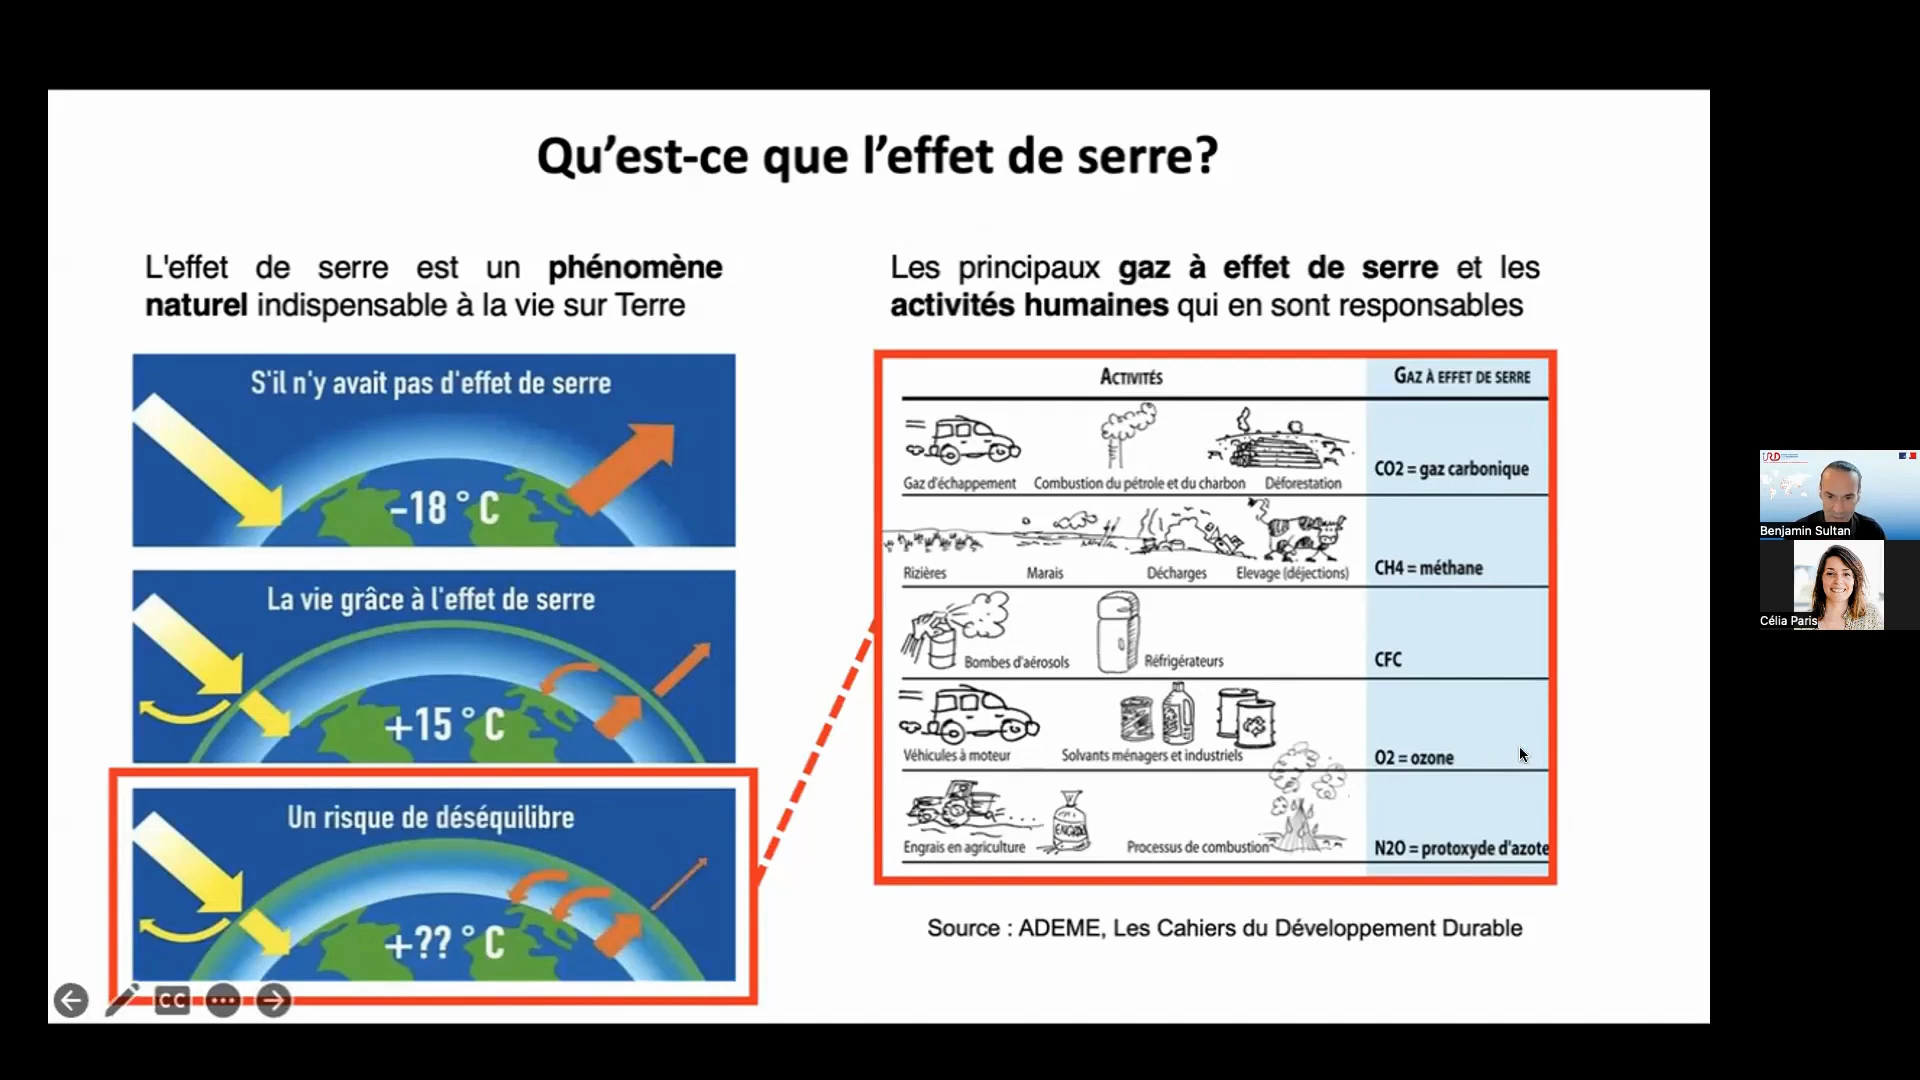 Qu’est-ce que l’effet de serre?
L'effet de serre est un phénomène
naturel indispensable à la vie sur Terre
S'il n'y avait pas d'effet de serre
-18 ° C
La vie grâce à l'effet de serre
+15 ° C
Un risque de déséquilibre
+?? ° C
Les principaux gaz à effet de serre et les
activités humaines qui en sont responsables
ACTIVITÉS GAZ À EFFET DE SERRE
Gaz d'échappement Combustion du pétrole et du charbon Déforestation CO2 = gaz carbonique
Rizières Marais Décharges Elevage (déjections) CH4 = méthane
Bombes d'aérosols Réfrigérateurs CFC
Véhicules à moteur Solvants ménagers et industriels O2 = ozone
ENGRAIS
Engrais en agriculture Processus de combustion N2O = protoxyde d'azote
Source : ADEME, Les Cahiers du Développement Durable
CC
IRD
Benjamin Sultan
Célia Paris